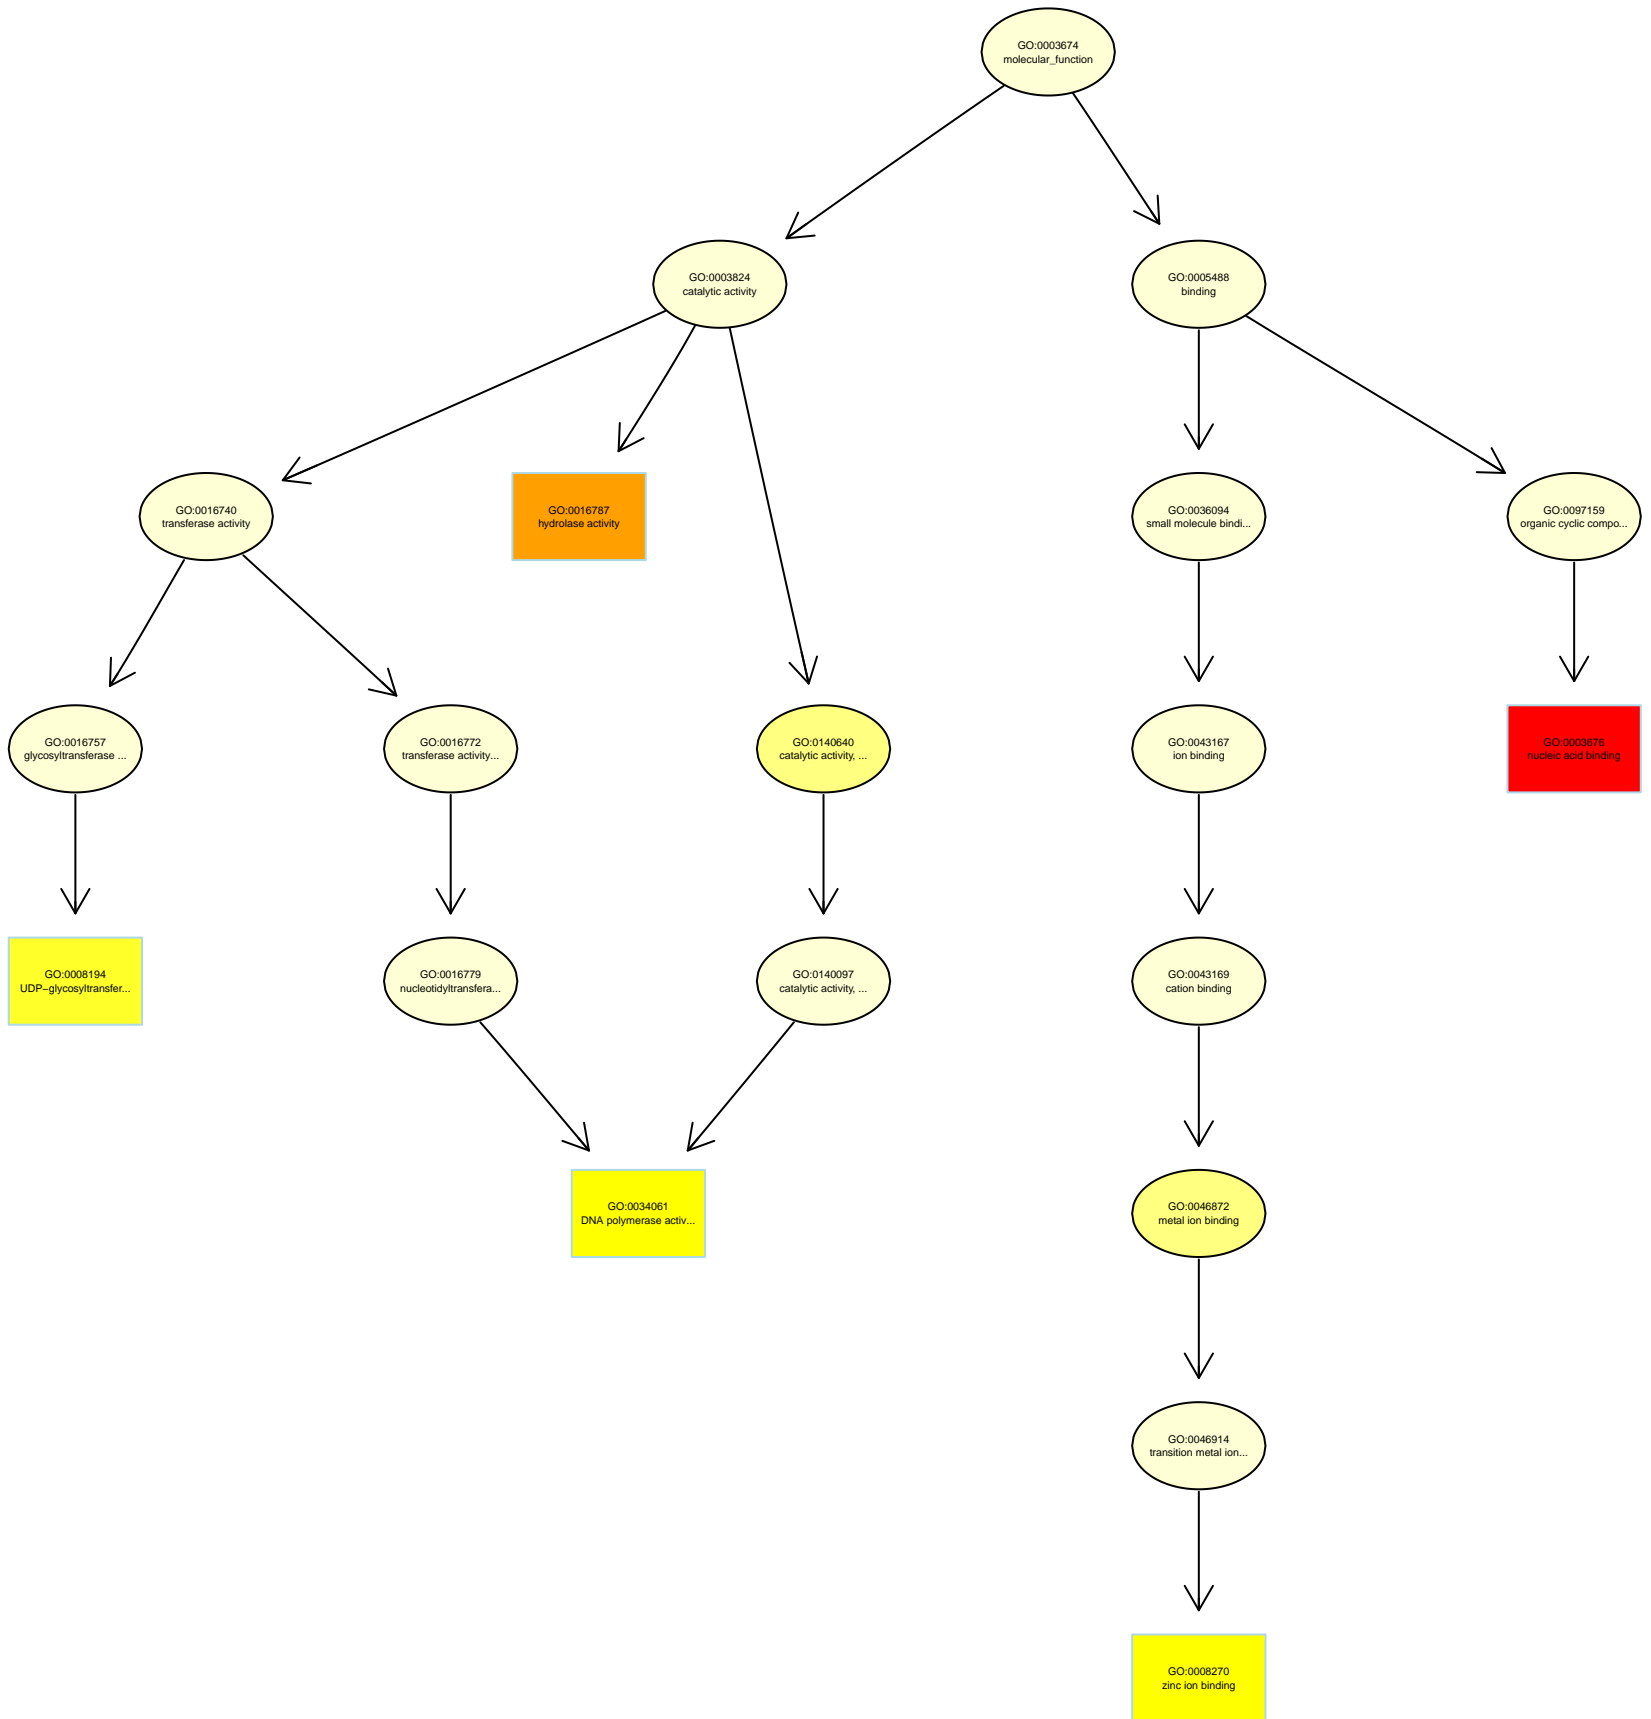 GO:0003674
molecular_function
GO:0003824
catalytic activity
GO:0005488
binding
GO:0016740
transferase activity
GO:0016787
hydrolase activity
GO:0036094
small molecule bindi...
GO:0097159
organic cyclic compo...
GO:0016757
glycosyltransferase ...
GO:0016772
transferase activity...
GO:0140640
catalytic activity, ...
GO:0043167
ion binding
GO:0003676
nucleic acid binding
GO:0008194
UDP−glycosyltransfer...
GO:0016779
nucleotidyltransfera...
GO:0140097
catalytic activity, ...
GO:0043169
cation binding
GO:0034061
DNA polymerase activ...
GO:0046872
metal ion binding
GO:0046914
transition metal ion...
GO:0008270
zinc ion binding